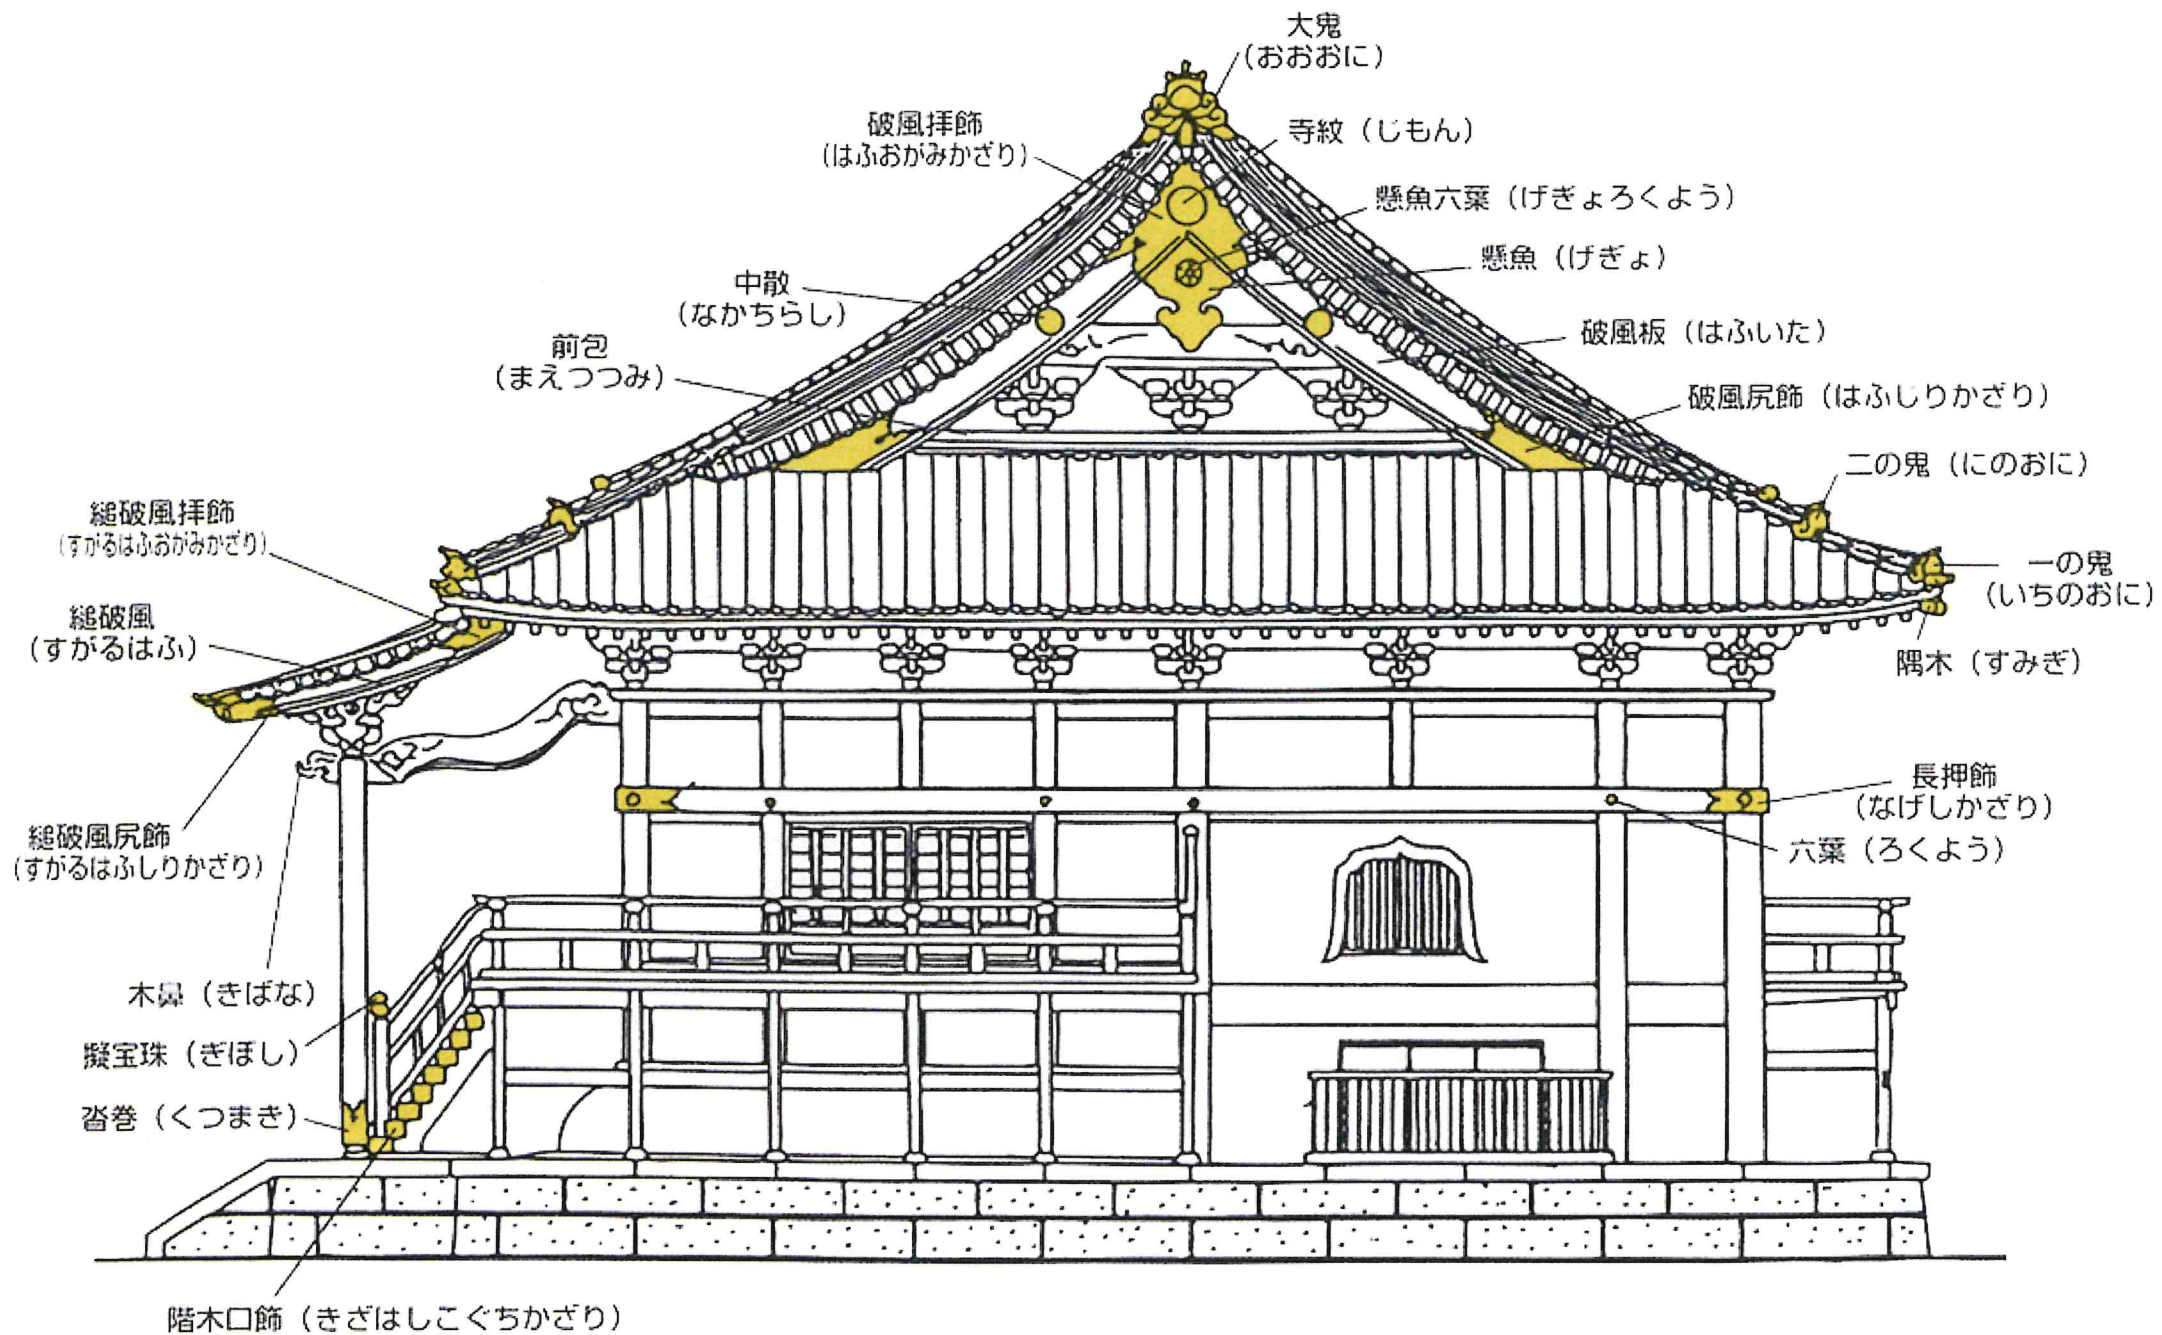 大鬼
(おおおに)
破風拝飾
(はふおがみかざり)
寺紋(じもん)
懸魚六葉(げぎょろくよう)
懸魚(げぎょ)
中散
(なかちらし)
破風板(はふいた)
前包
(まえつつみ)
破風尻飾(はふじりかざり)
二の鬼(にのおに)
縋破風拝飾
(すがるはふおがみかざり)
一の鬼
(いちのおに)
縋破風
(すがるはふ)
隅木(すみぎ)
長押飾
(なげしかざり)
縋破風尻飾
(すがるはふしりかざり)
六葉(ろくよう)
木鼻(きばな)
擬宝珠(ぎぼし)
沓巻(くつまき)
階木口飾(きざはしこぐちかざり)